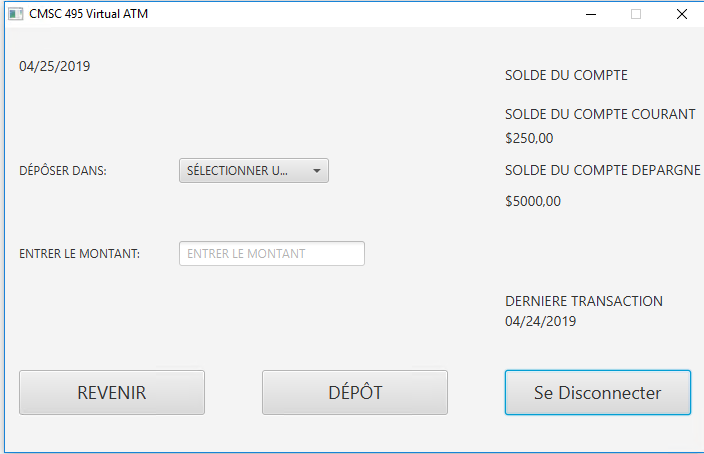 CMSC 495 Virtual ATM
04/25/2019
SOLDE DU COMPTE
SOLDE DU COMPTE COURANT
$250,00
DÉPÔSER DANS:
SÉLECTIONNER U...
SOLDE DU COMPTE DEPARGNE
$5000,00
ENTRER LE MONTANT:
ENTRER LE MONTANT
DERNIERE TRANSACTION
04/24/2019
REVENIR
DÉPÔT
Se Disconnecter